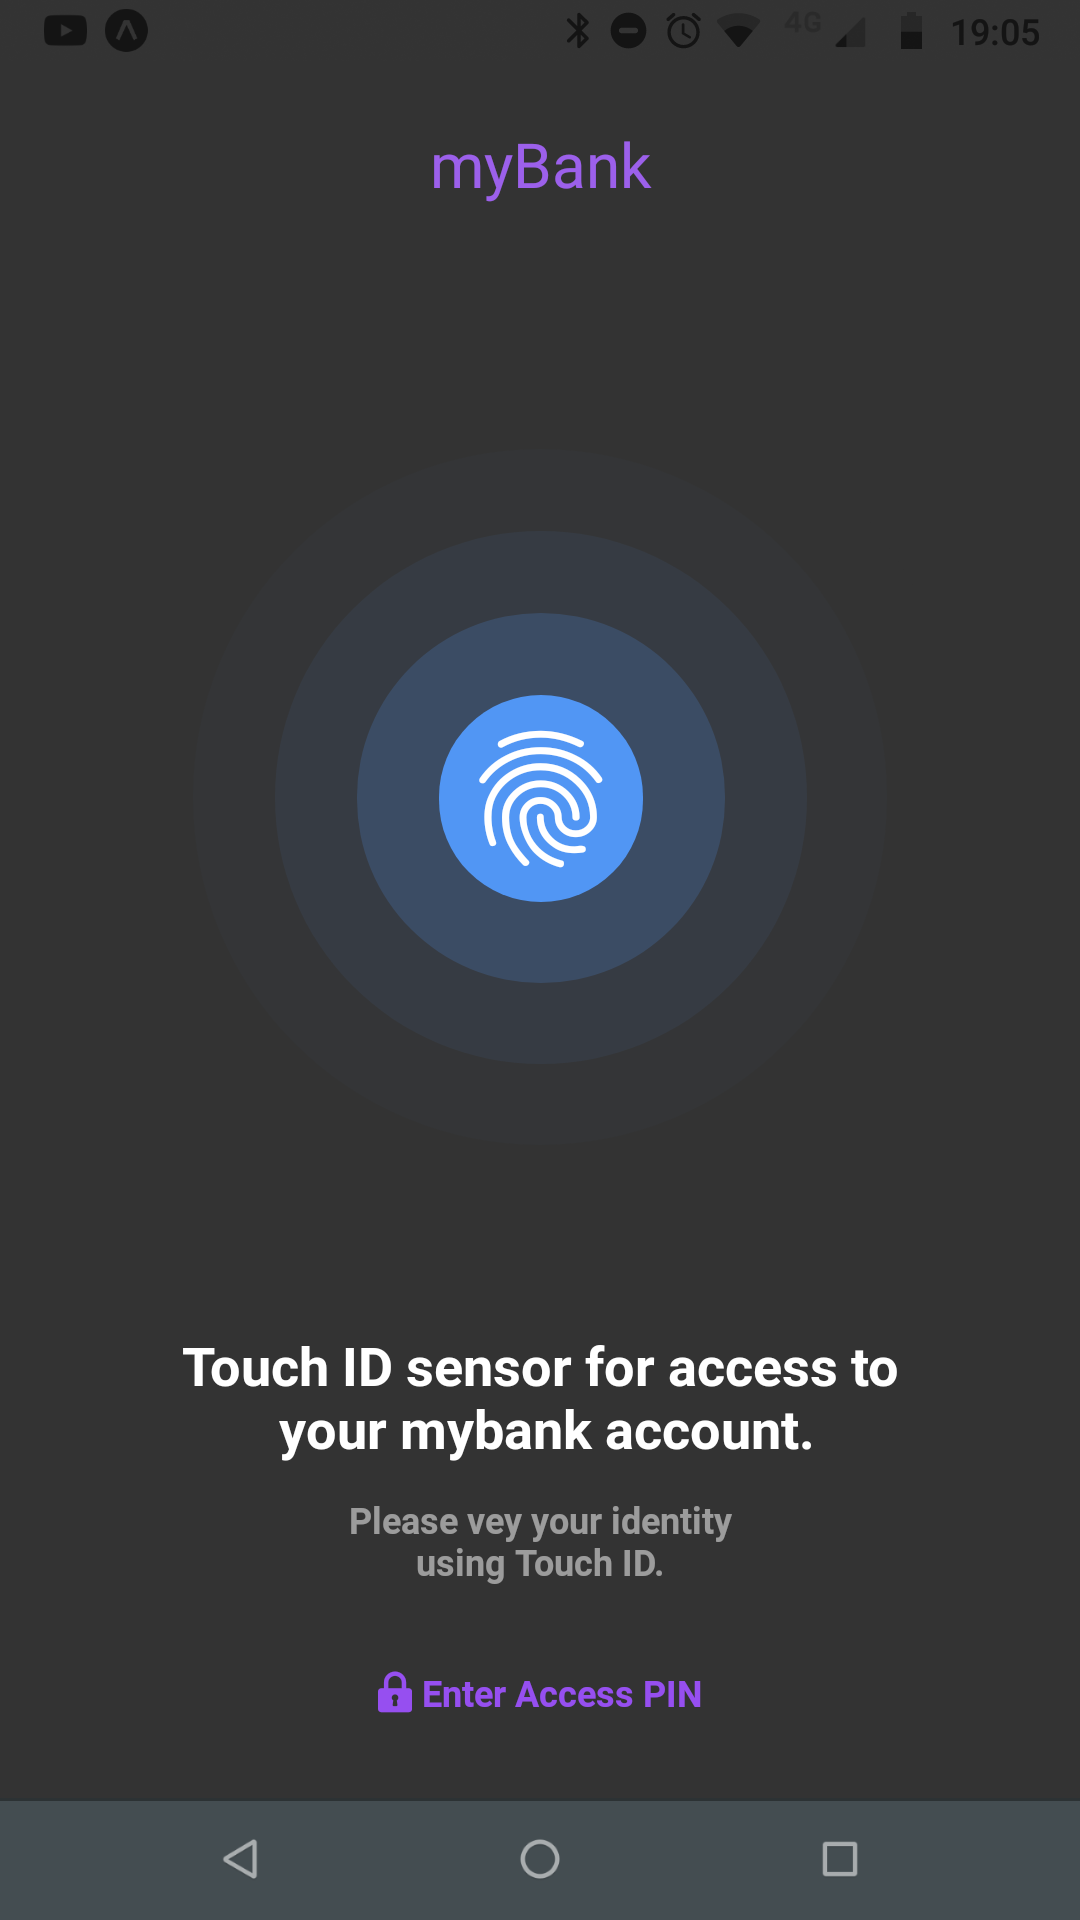 4G 19:05
myBank
Touch ID sensor for access to
your mybank account.
Please vey your identity
using Touch ID.
Enter Access PIN